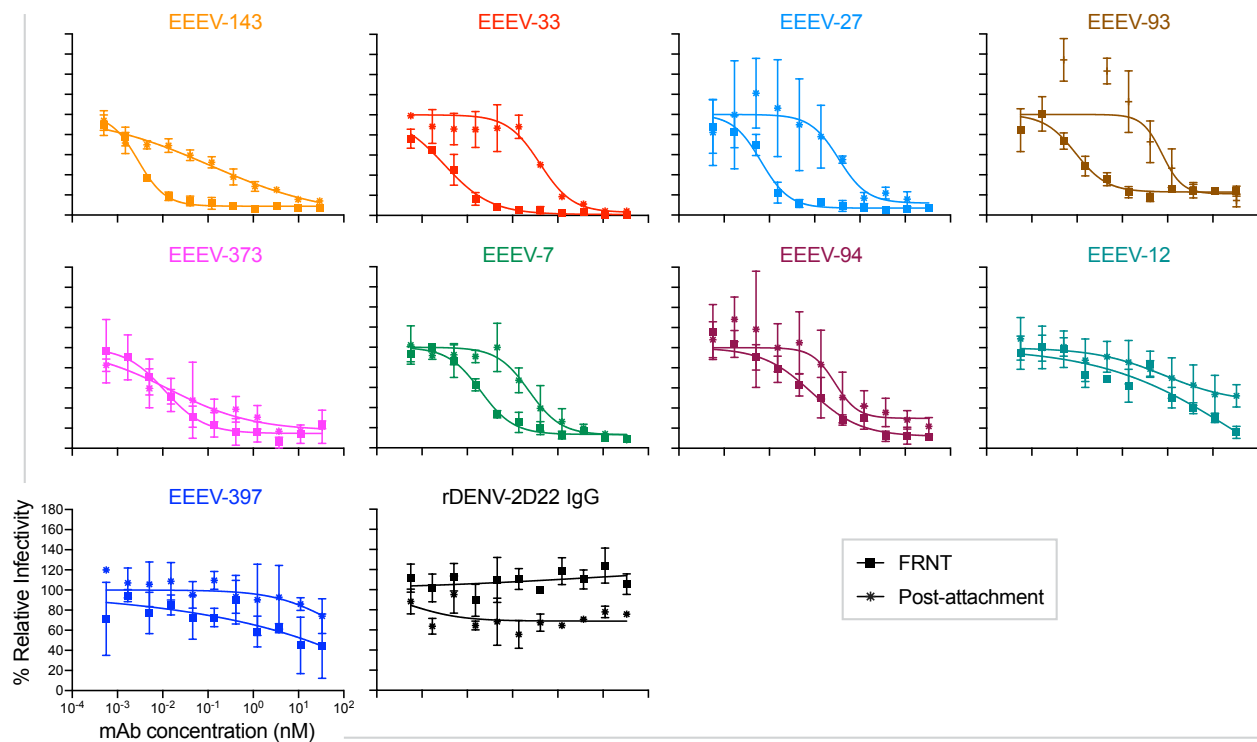 EEEV-143
EEEV-33
EEEV-27
EEEV-93
EEEV-373
EEEV-7
EEEV-94
EEEV-12
EEEV-397
rDENV-2D22 IgG
% Relative Infectivity
180
160
140
120
100
80
60
40
20
0
10⁻⁴ 10⁻³ 10⁻² 10⁻¹ 10⁰ 10¹ 10²
mAb concentration (nM)
FRNT
Post-attachment